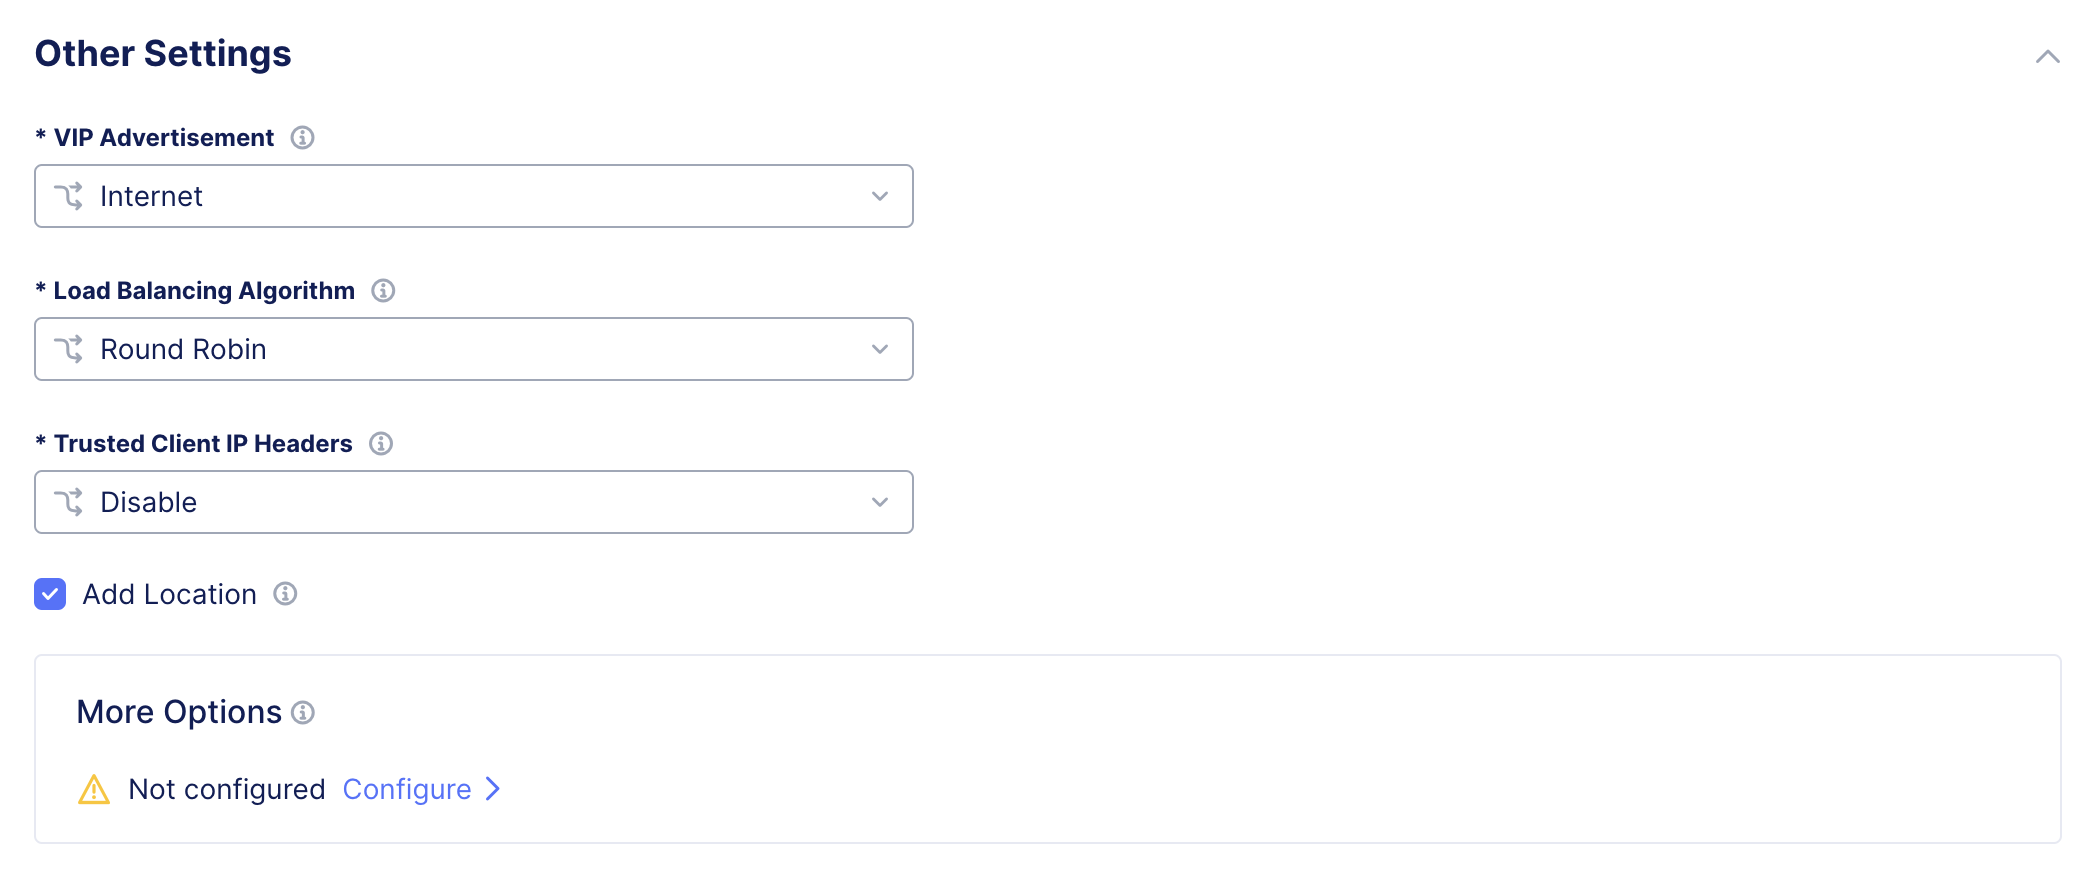 Other Settings
* VIP Advertisement
Internet
* Load Balancing Algorithm
Round Robin
* Trusted Client IP Headers
Disable
Add Location
More Options
Not configured Configure